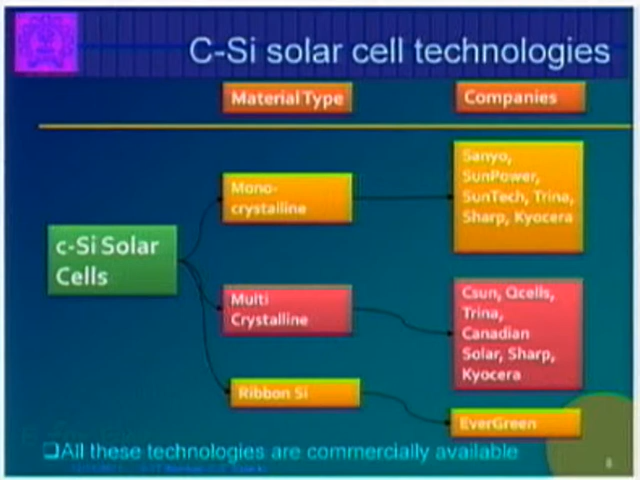 C-Si solar cell technologies
Material Type
Companies
Mono-
crystalline
Sanyo,
SunPower,
SunTech, Trina,
Sharp, Kyocera
c-Si Solar
Cells
Multi
Crystalline
Csun, Qcells,
Trina,
Canadian
Solar, Sharp,
Kyocera
Ribbon Si
EverGreen
❑All these technologies are commercially available
8